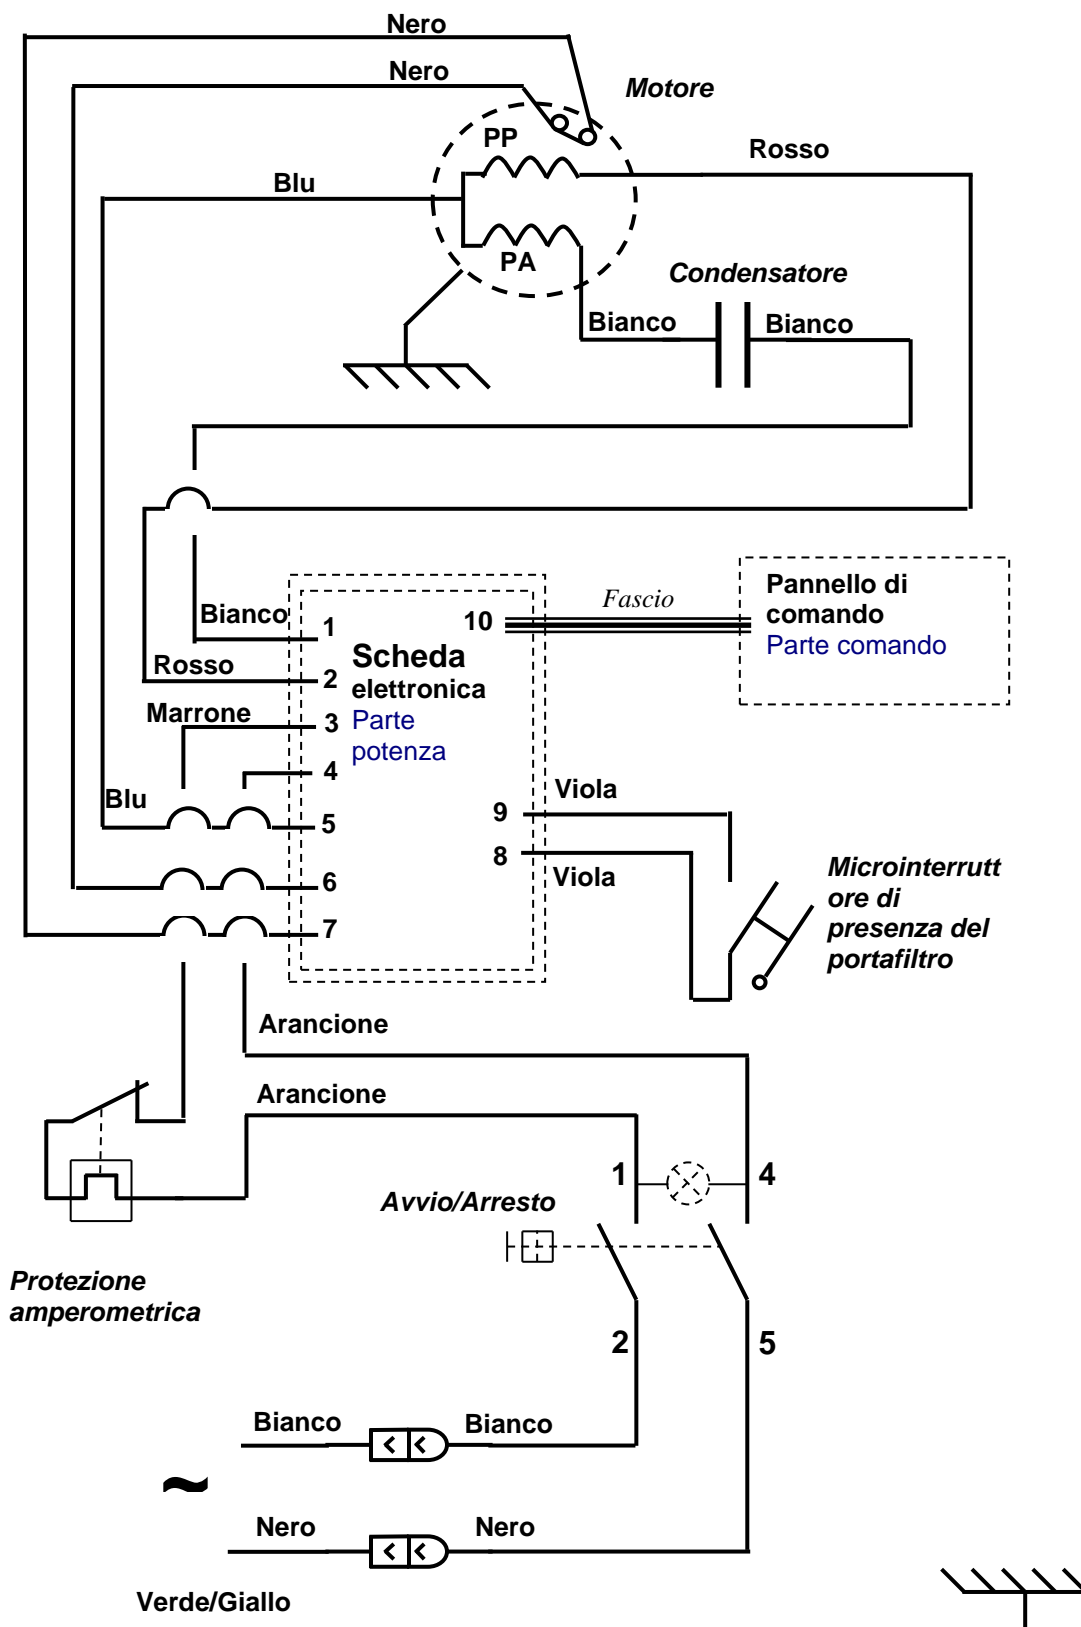 Nero
Nero
Motore
PP
Rosso
Blu
PA
Condensatore
Bianco
Bianco
Fascio
Pannello di
comando
Parte comando
Bianco
1
10
Scheda
elettronica
Parte
potenza
Rosso
2
Marrone
3
4
Viola
Blu
9
5
8
Viola
Microinterrutt
ore di
presenza del
portafiltro
6
7
Arancione
Arancione
1
4
Avvio/Arresto
Protezione
amperometrica
2
5
Bianco
Bianco
~
Nero
Nero
Verde/Giallo